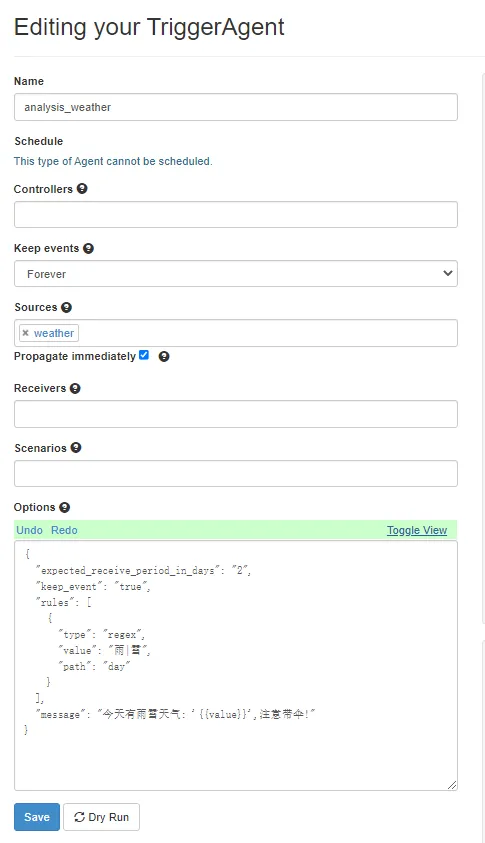 Editing your TriggerAgent
Name
analysis_weather
Schedule
This type of Agent cannot be scheduled.
Controllers
Keep events
Forever
Sources
× weather
Propagate immediately
Receivers
Scenarios
Options
Undo Redo Toggle View
{
"expected_receive_period_in_days": "2",
"keep_event": "true",
"rules": [
{
"type": "regex",
"value": "雨|雪",
"path": "day"
}
],
"message": "今天有雨雪天气:‘{{value}}’,注意带伞!"
}
Save Dry Run